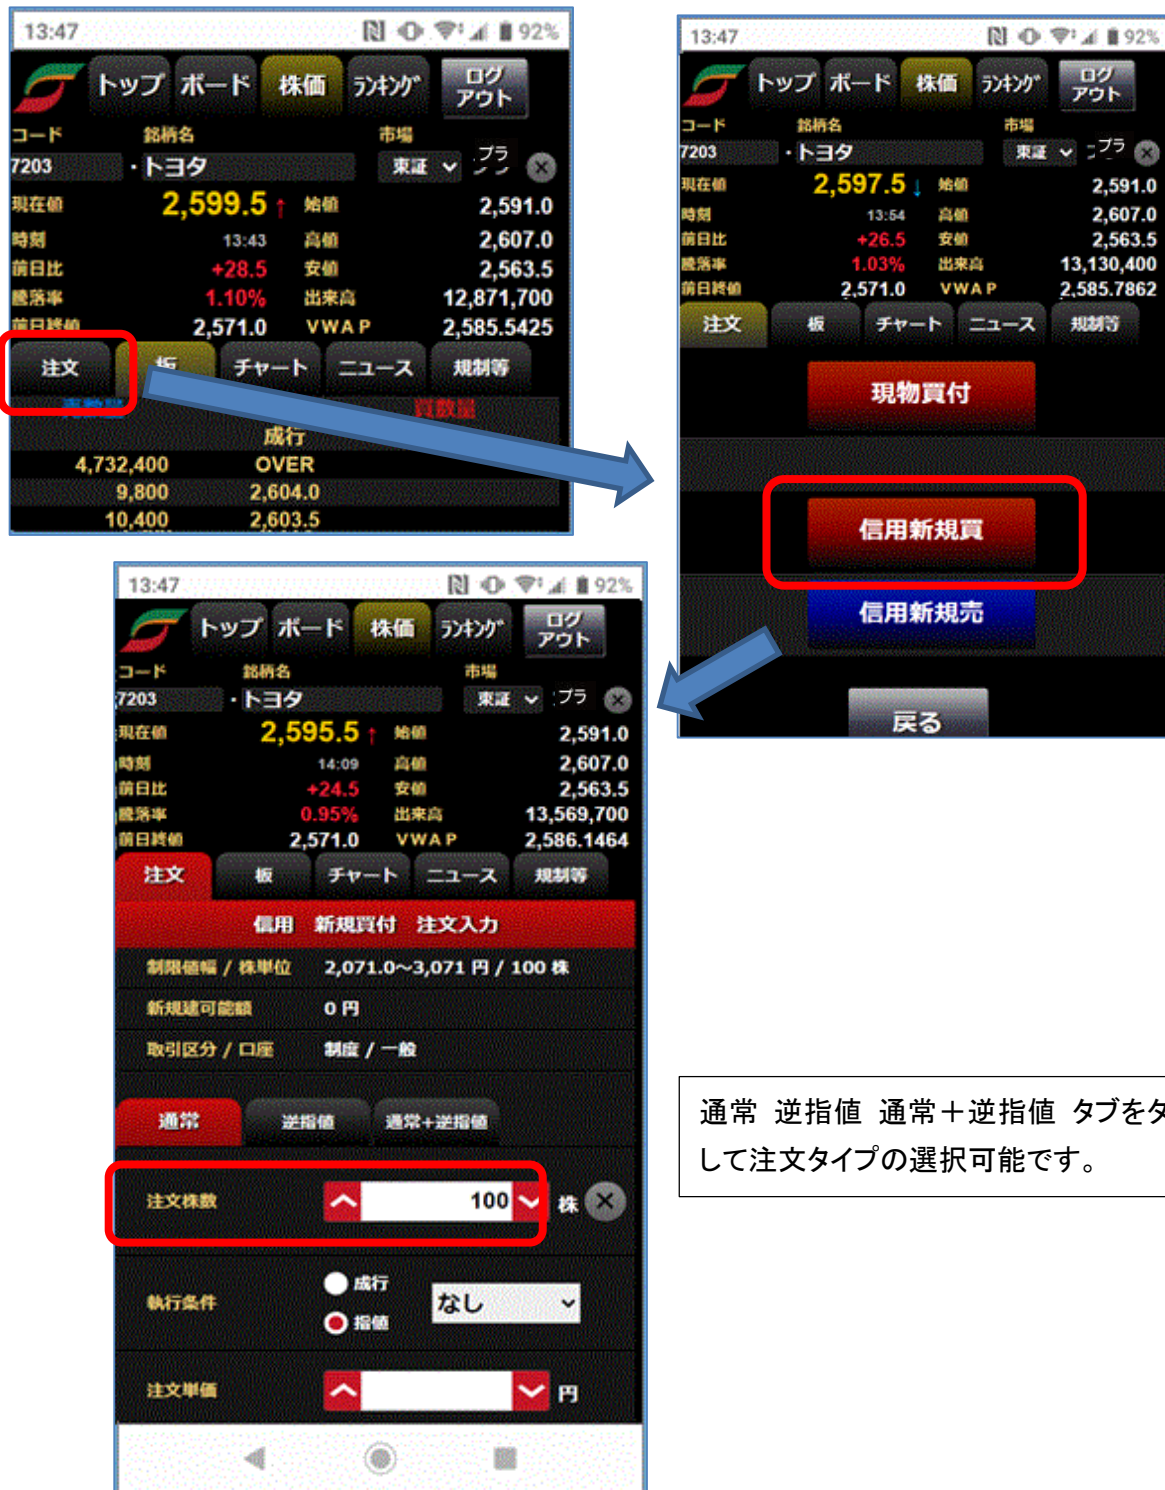 13:47 92%
トップ ボード 株価 ランキング ログアウト
コード 銘柄名 市場
7203 ・トヨタ 東証 プラ
現在値 2,599.5 ↑ 始値 2,591.0
時刻 13:43 高値 2,607.0
前日比 +28.5 安値 2,563.5
騰落率 1.10% 出来高 12,871,700
前日終値 2,571.0 VWAP 2,585.5425
注文 板 チャート ニュース 規制等
買数量
成行
4,732,400 OVER
9,800 2,604.0
10,400 2,603.5
13:47 92%
トップ ボード 株価 ランキング ログアウト
コード 銘柄名 市場
7203 ・トヨタ 東証 プラ
現在値 2,597.5 ↓ 始値 2,591.0
時刻 13:54 高値 2,607.0
前日比 +26.5 安値 2,563.5
騰落率 1.03% 出来高 13,130,400
前日終値 2,571.0 VWAP 2,585.7862
注文 板 チャート ニュース 規制等
現物買付
信用新規買
信用新規売
戻る
13:47 92%
トップ ボード 株価 ランキング ログアウト
コード 銘柄名 市場
7203 ・トヨタ 東証 プラ
現在値 2,595.5 ↑ 始値 2,591.0
時刻 14:09 高値 2,607.0
前日比 +24.5 安値 2,563.5
騰落率 0.95% 出来高 13,569,700
前日終値 2,571.0 VWAP 2,586.1464
注文 板 チャート ニュース 規制等
信用 新規買付 注文入力
制限値幅 / 株単位 2,071.0~3,071 円 / 100 株
新規建可能額 0 円
取引区分 / 口座 制度 / 一般
通常 逆指値 通常+逆指値
注文株数 100 株
執行条件 成行 指値 なし
注文単価 円
通常 逆指値 通常＋逆指値 タブをタ
して注文タイプの選択可能です。